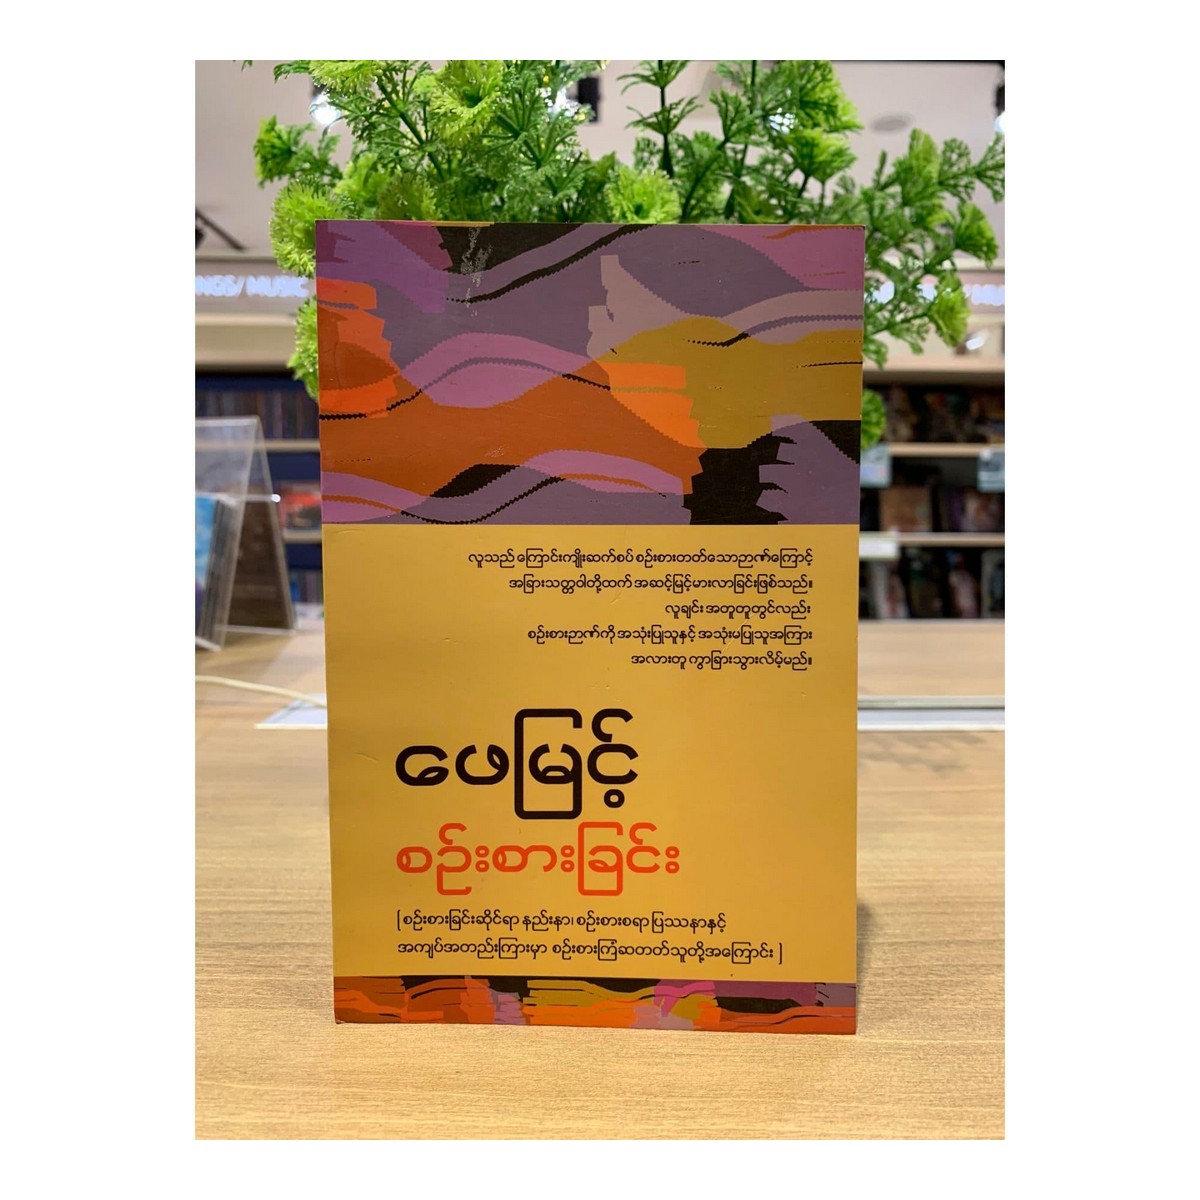 NOS/ MUSIC
လူသည် ကြောင်းကျိုးဆက်စပ် စဉ်းစားတတ်သောဉာဏ်ကြောင့်
အခြားသတ္တဝါတို့ထက် အဆင့်မြင့်မားလာခြင်းဖြစ်သည်။
လူချင်း အတူတူတွင်လည်း
စဉ်းစားဉာဏ်ကို အသုံးပြုသူနှင့် အသုံးမပြုသူအကြား
အလားတူ ကွာခြားသွားလိမ့်မည်။
ဖေမြင့်
စဉ်းစားခြင်း
[ စဉ်းစားခြင်းဆိုင်ရာ နည်းနာ၊ စဉ်းစားစရာ ပြဿနာနှင့်
အကျပ်အတည်းကြားမှာ စဉ်းစားကြံဆတတ်သူတို့အကြောင်း ]